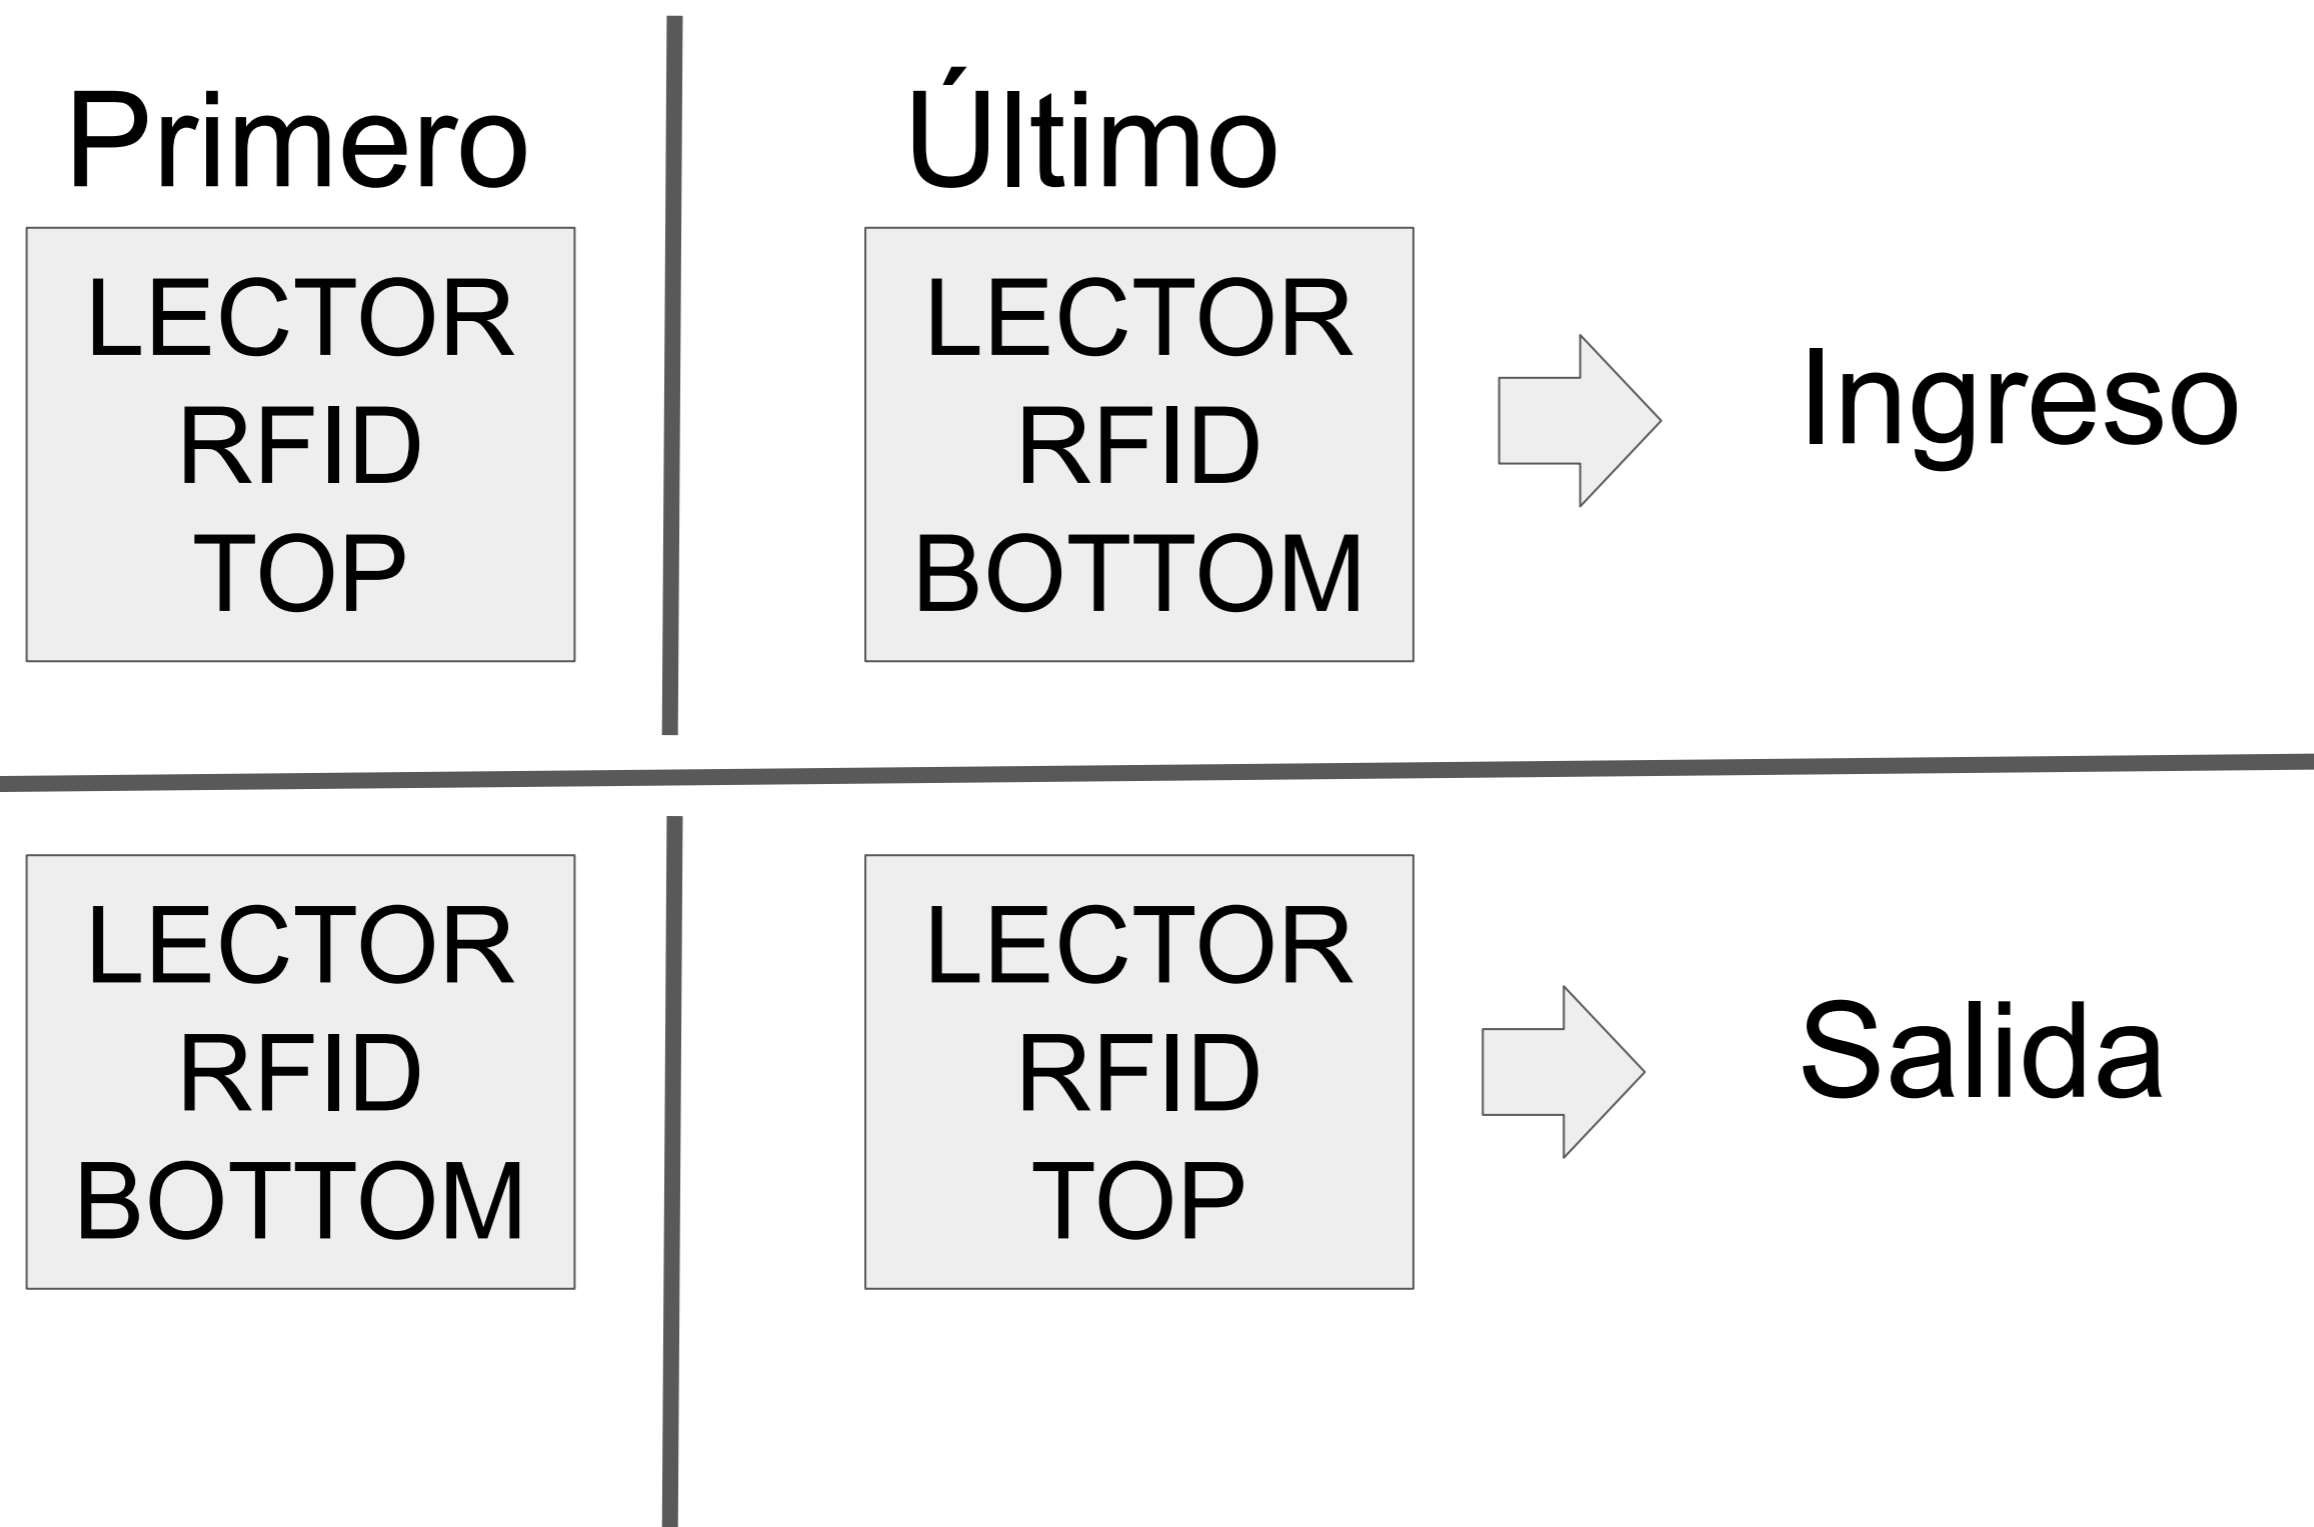 Primero
Último
LECTOR
RFID
TOP
LECTOR
RFID
BOTTOM
Ingreso
LECTOR
RFID
BOTTOM
LECTOR
RFID
TOP
Salida